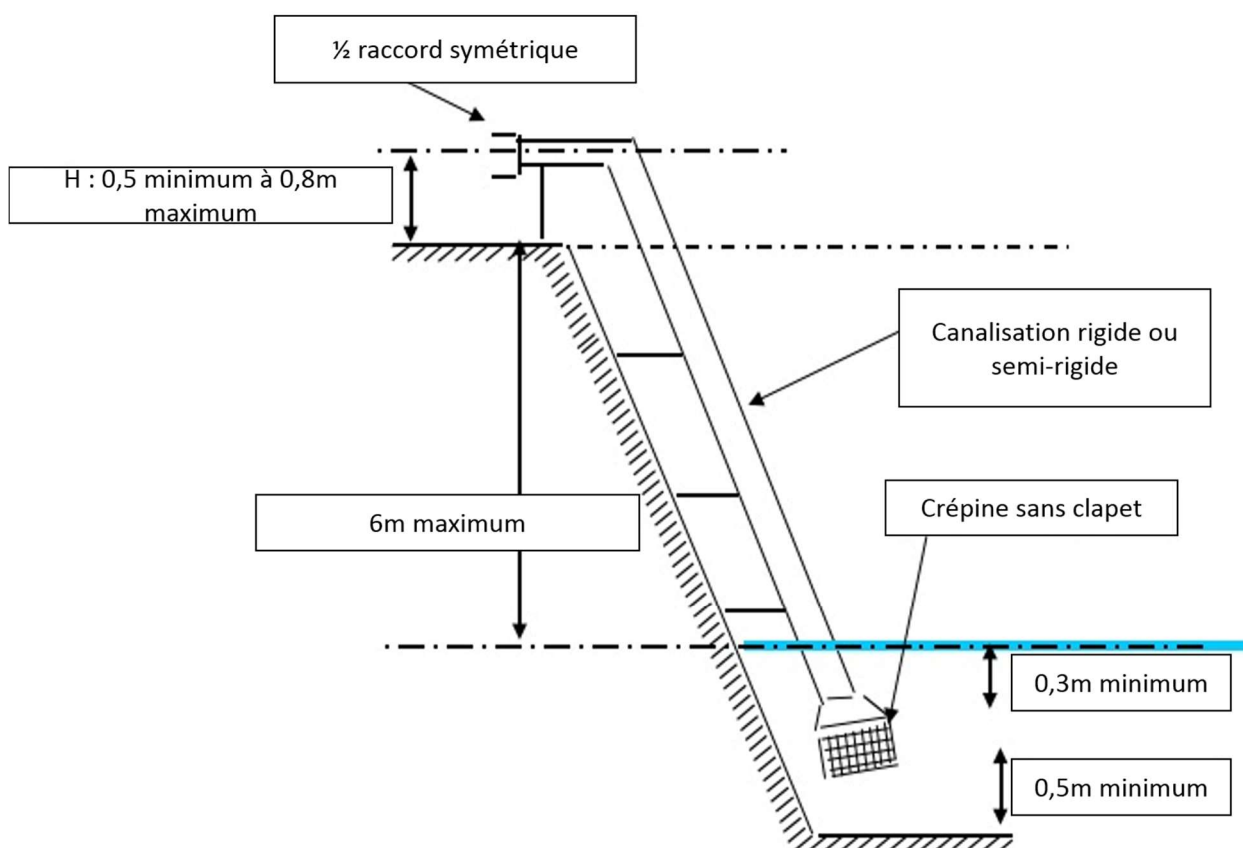 ½ raccord symétrique
H : 0,5 minimum à 0,8m
maximum
Canalisation rigide ou
semi-rigide
6m maximum
Crépine sans clapet
0,3m minimum
0,5m minimum